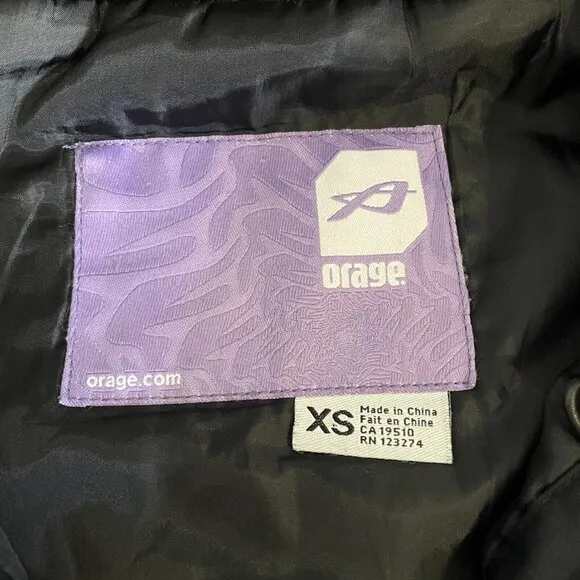 orage.
orage.com
XS
Made in China
Fait en Chine
CA 19510
RN 123274